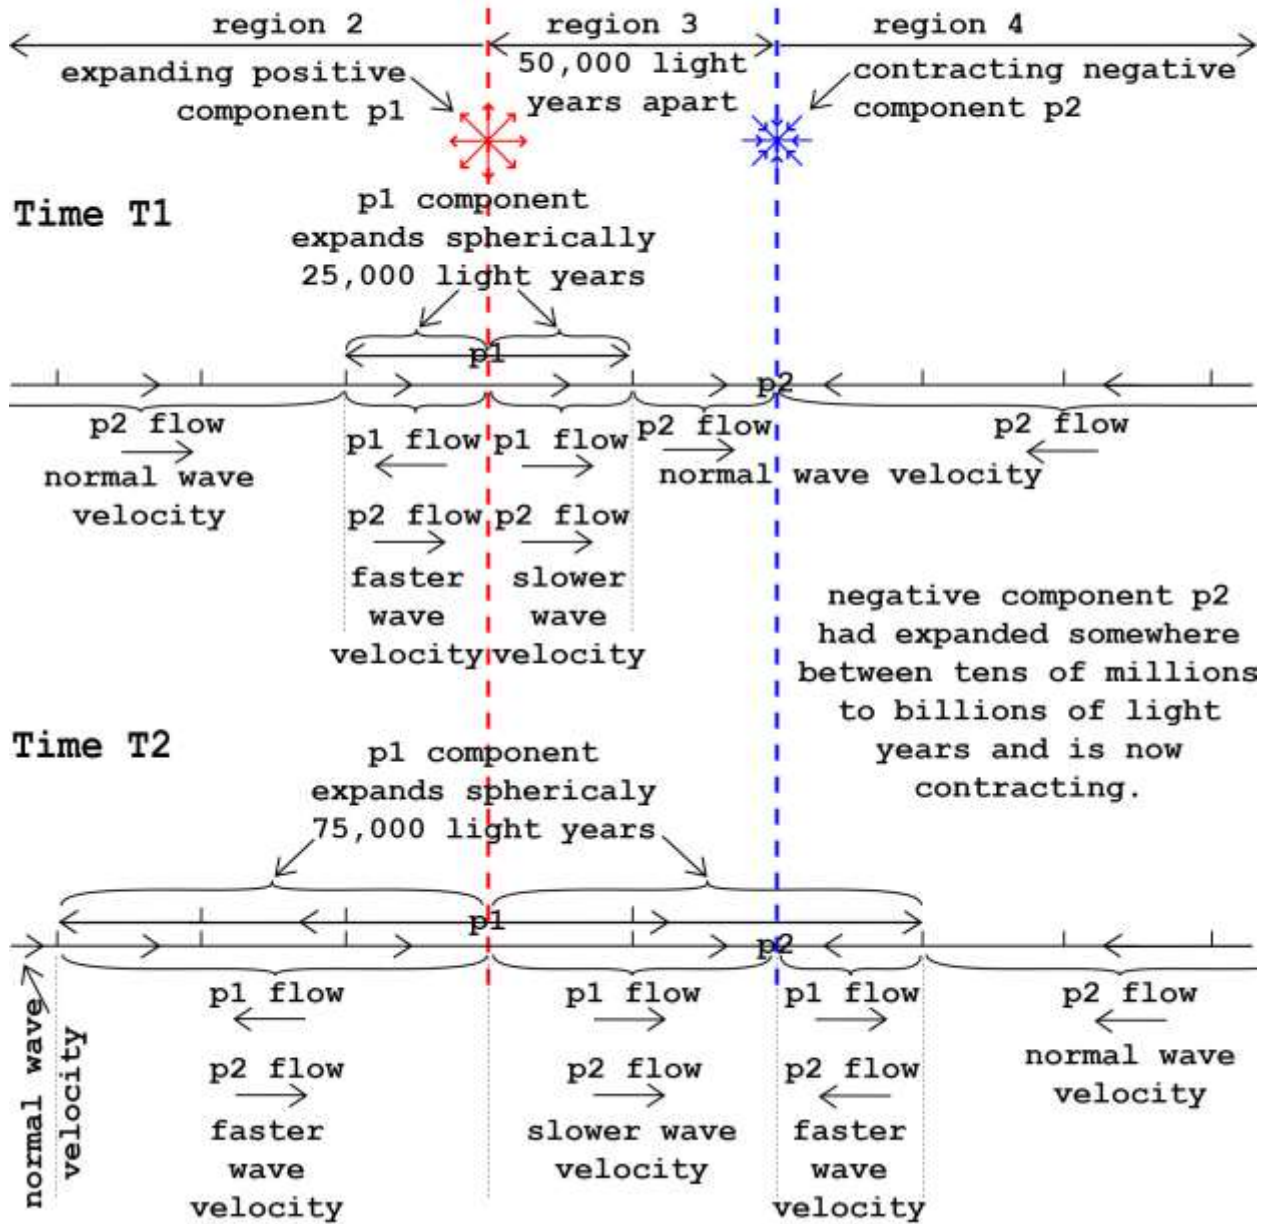 region 2
region 3
region 4
expanding positive
component p1
50,000 light
years apart
contracting negative
component p2
Time T1
p1 component
expands spherically
25,000 light years
p1
p2
p2 flow
normal wave
velocity
p1 flow
p2 flow
faster
wave
velocity
p1 flow
p2 flow
slower
wave
velocity
p2 flow
p2 flow
normal wave velocity
negative component p2
had expanded somewhere
between tens of millions
to billions of light
years and is now
contracting.
Time T2
p1 component
expands sphericaly
75,000 light years
p1
p2
normal wave
velocity
p1 flow
p2 flow
faster
wave
velocity
p1 flow
p2 flow
slower wave
velocity
p1 flow
p2 flow
faster
wave
velocity
p2 flow
normal wave
velocity